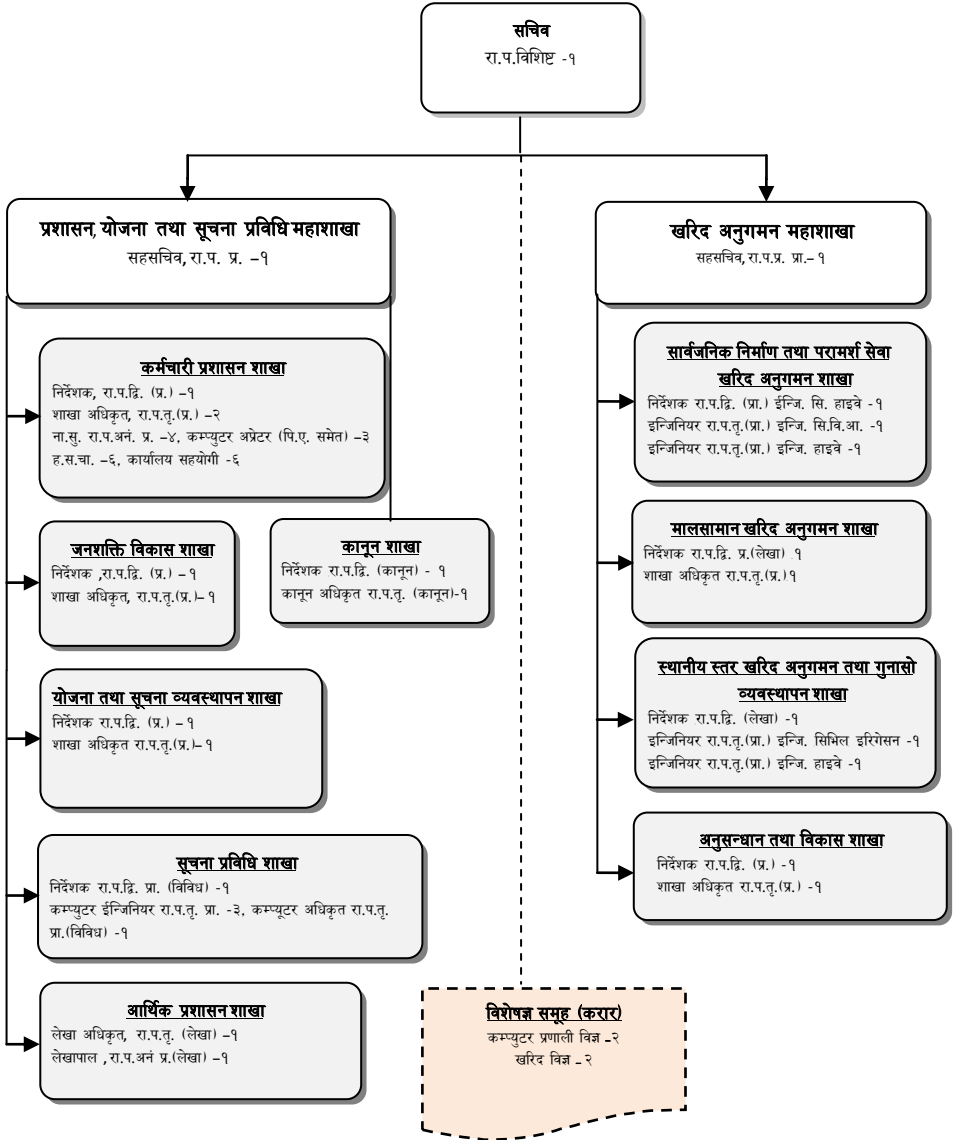 सचिव
रा.प.विशिष्ट -१
प्रशासन, योजना तथा सूचना प्रविधि महाशाखा
सहसचिव, रा.प. प्र. –१
कर्मचारी प्रशासन शाखा
निर्देशक, रा.प.द्वि. (प्र.) –१
शाखा अधिकृत, रा.प.तृ.(प्र.) –२
ना.सु. रा.प.अनं. प्र. –४, कम्प्युटर अप्रेटर (पि.ए. समेत) –३
ह.स.चा. –६, कार्यालय सहयोगी -६
जनशक्ति विकास शाखा
निर्देशक ,रा.प.द्वि. (प्र.) – १
शाखा अधिकृत, रा.प.तृ.(प्र.)– १
कानून शाखा
निर्देशक रा.प.द्वि. (कानून) - १
कानून अधिकृत रा.प.तृ. (कानून)-१
योजना तथा सूचना व्यवस्थापन शाखा
निर्देशक रा.प.द्वि. (प्र.) – १
शाखा अधिकृत रा.प.तृ.(प्र.)–१
सूचना प्रविधि शाखा
निर्देशक रा.प.द्वि. प्रा. (विविध) -१
कम्प्युटर ईन्जिनियर रा.प.तृ. प्रा. -३, कम्प्यूटर अधिकृत रा.प.तृ.
प्रा.(विविध) -१
आर्थिक प्रशासन शाखा
लेखा अधिकृत, रा.प.तृ. (लेखा) –१
लेखापाल , रा.प.अनं प्र.(लेखा) –१
खरिद अनुगमन महाशाखा
सहसचिव, रा.प.प्र. प्रा.– १
सार्वजनिक निर्माण तथा परामर्श सेवा
खरिद अनुगमन शाखा
निर्देशक रा.प.द्वि. (प्रा.) ईन्जि. सि. हाइवे -१
इन्जिनियर रा.प.तृ.(प्रा.) इन्जि. सि.वि.आ. -१
इन्जिनियर रा.प.तृ.(प्रा.) इन्जि. हाइवे -१
मालसामान खरिद अनुगमन शाखा
निर्देशक रा.प.द्वि. प्र.(लेखा) १
शाखा अधिकृत रा.प.तृ.(प्र.)१
स्थानीय स्तर खरिद अनुगमन तथा गुनासो
व्यवस्थापन शाखा
निर्देशक रा.प.द्वि. (लेखा) -१
इन्जिनियर रा.प.तृ.(प्रा.) इन्जि. सिभिल इरिगेसन -१
इन्जिनियर रा.प.तृ.(प्रा.) इन्जि. हाइवे -१
अनुसन्धान तथा विकास शाखा
निर्देशक रा.प.द्वि. (प्र.) -१
शाखा अधिकृत रा.प.तृ.(प्र.) -१
विशेषज्ञ समूह (करार)
कम्प्युटर प्रणाली विज्ञ –२
खरिद विज्ञ – २